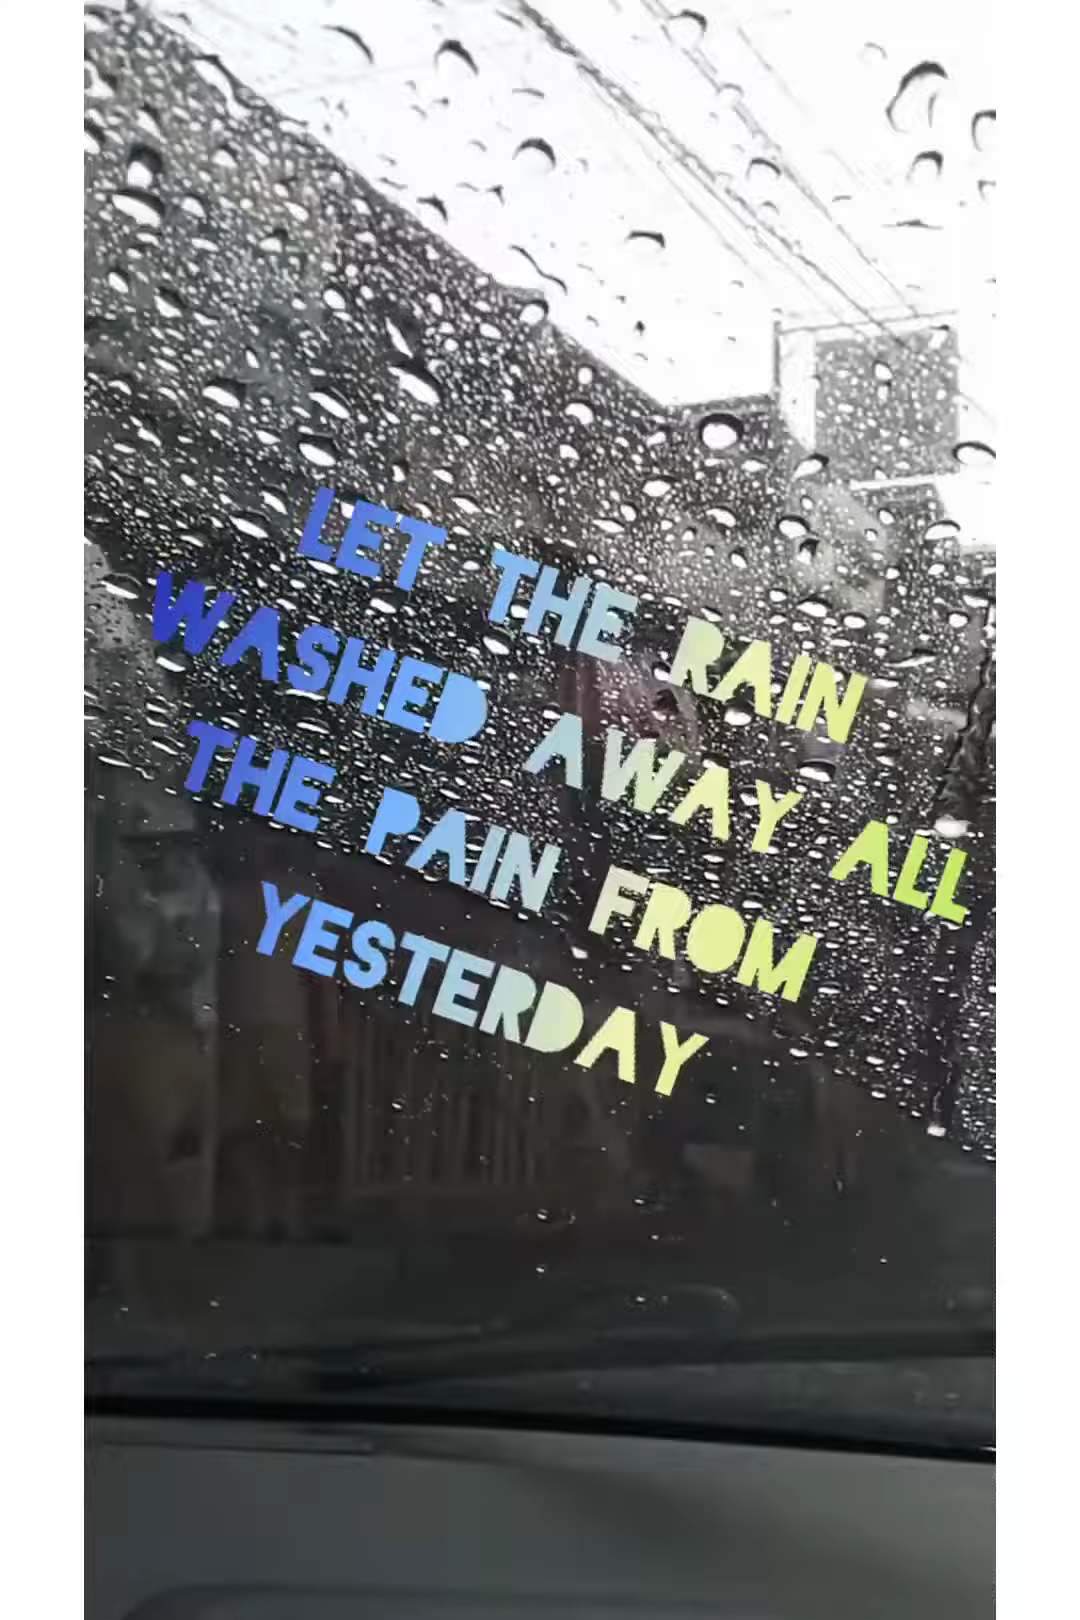 LET THE RAIN
WASHED AWAY ALL
THE PAIN FROM
YESTERDAY